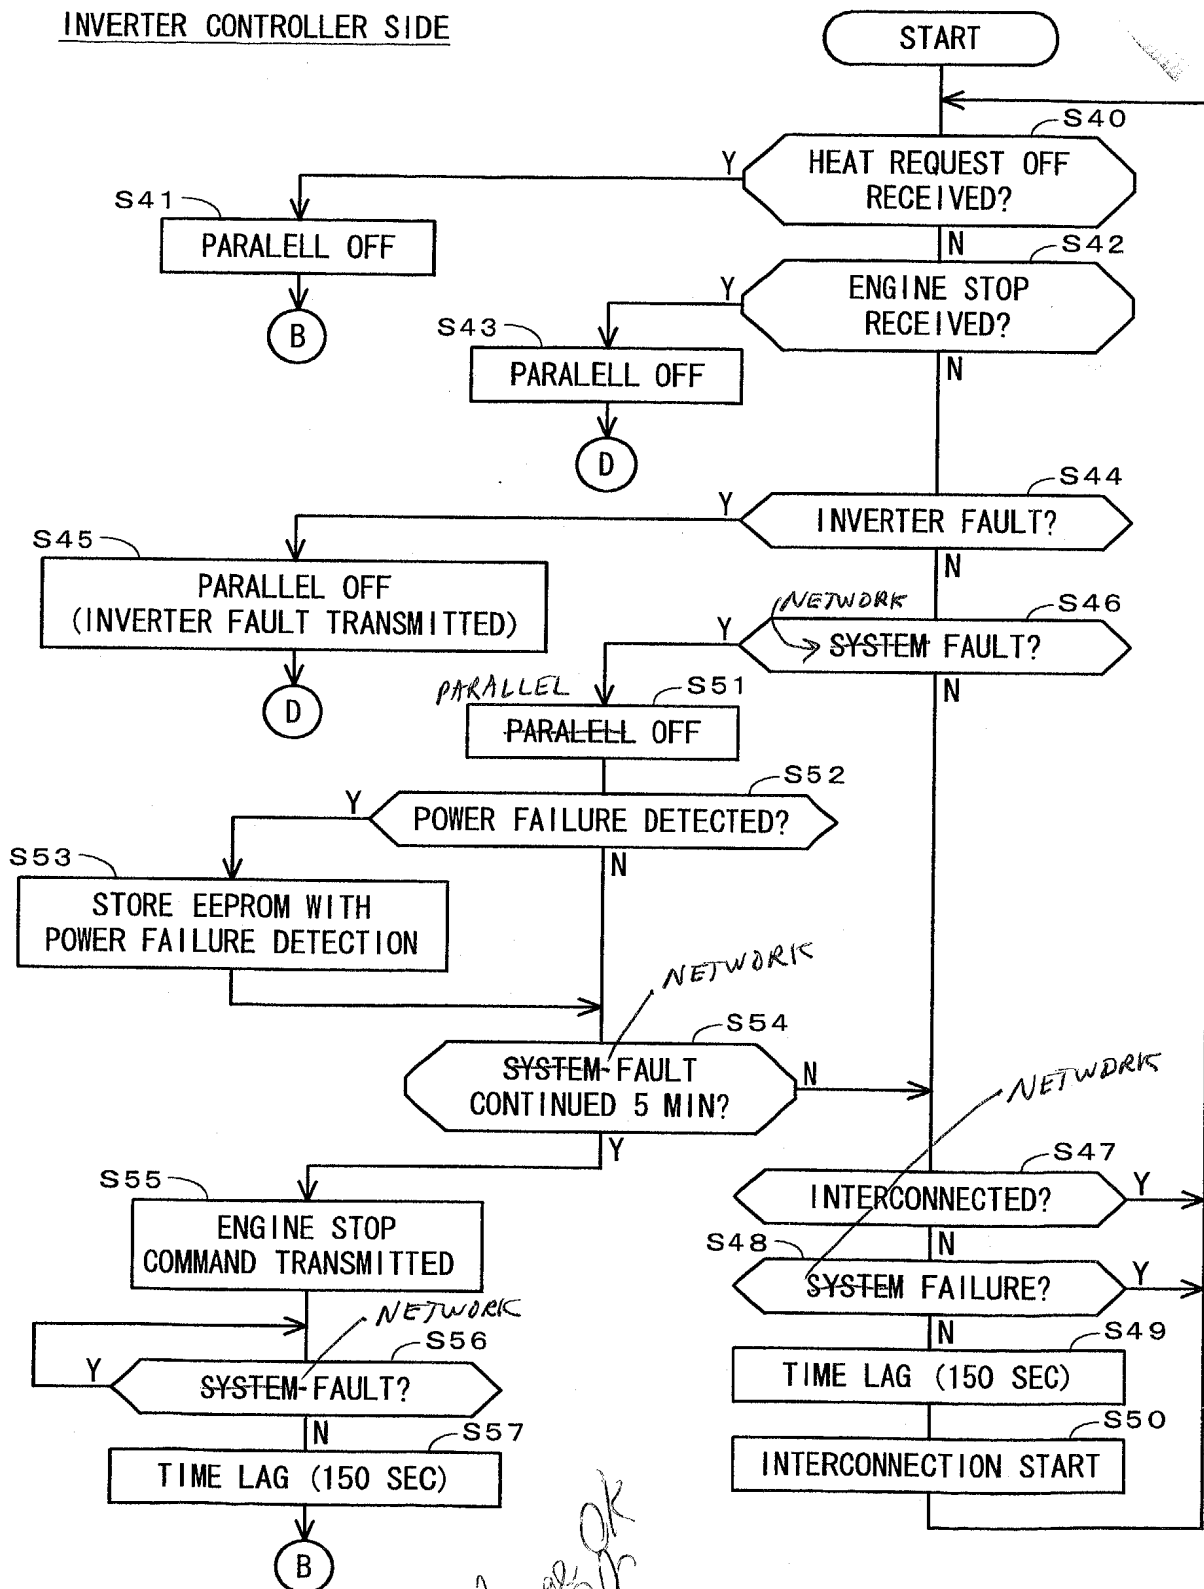 INVERTER CONTROLLER SIDE
START
S40
HEAT REQUEST OFF
RECEIVED?
Y
N
S41
PARALELL OFF
B
S42
ENGINE STOP
RECEIVED?
Y
N
S43
PARALELL OFF
D
S44
INVERTER FAULT?
Y
N
S45
PARALLEL OFF
(INVERTER FAULT TRANSMITTED)
D
NETWORK
S46
SYSTEM FAULT?
Y
N
PARALLEL
S51
PARALELL OFF
S52
POWER FAILURE DETECTED?
Y
N
S53
STORE EEPROM WITH
POWER FAILURE DETECTION
NETWORK
S54
SYSTEM FAULT
CONTINUED 5 MIN?
N
Y
NETWORK
S47
INTERCONNECTED?
Y
N
S48
SYSTEM FAILURE?
Y
N
S49
TIME LAG (150 SEC)
S50
INTERCONNECTION START
S55
ENGINE STOP
COMMAND TRANSMITTED
NETWORK
S56
SYSTEM FAULT?
Y
N
S57
TIME LAG (150 SEC)
B
OK